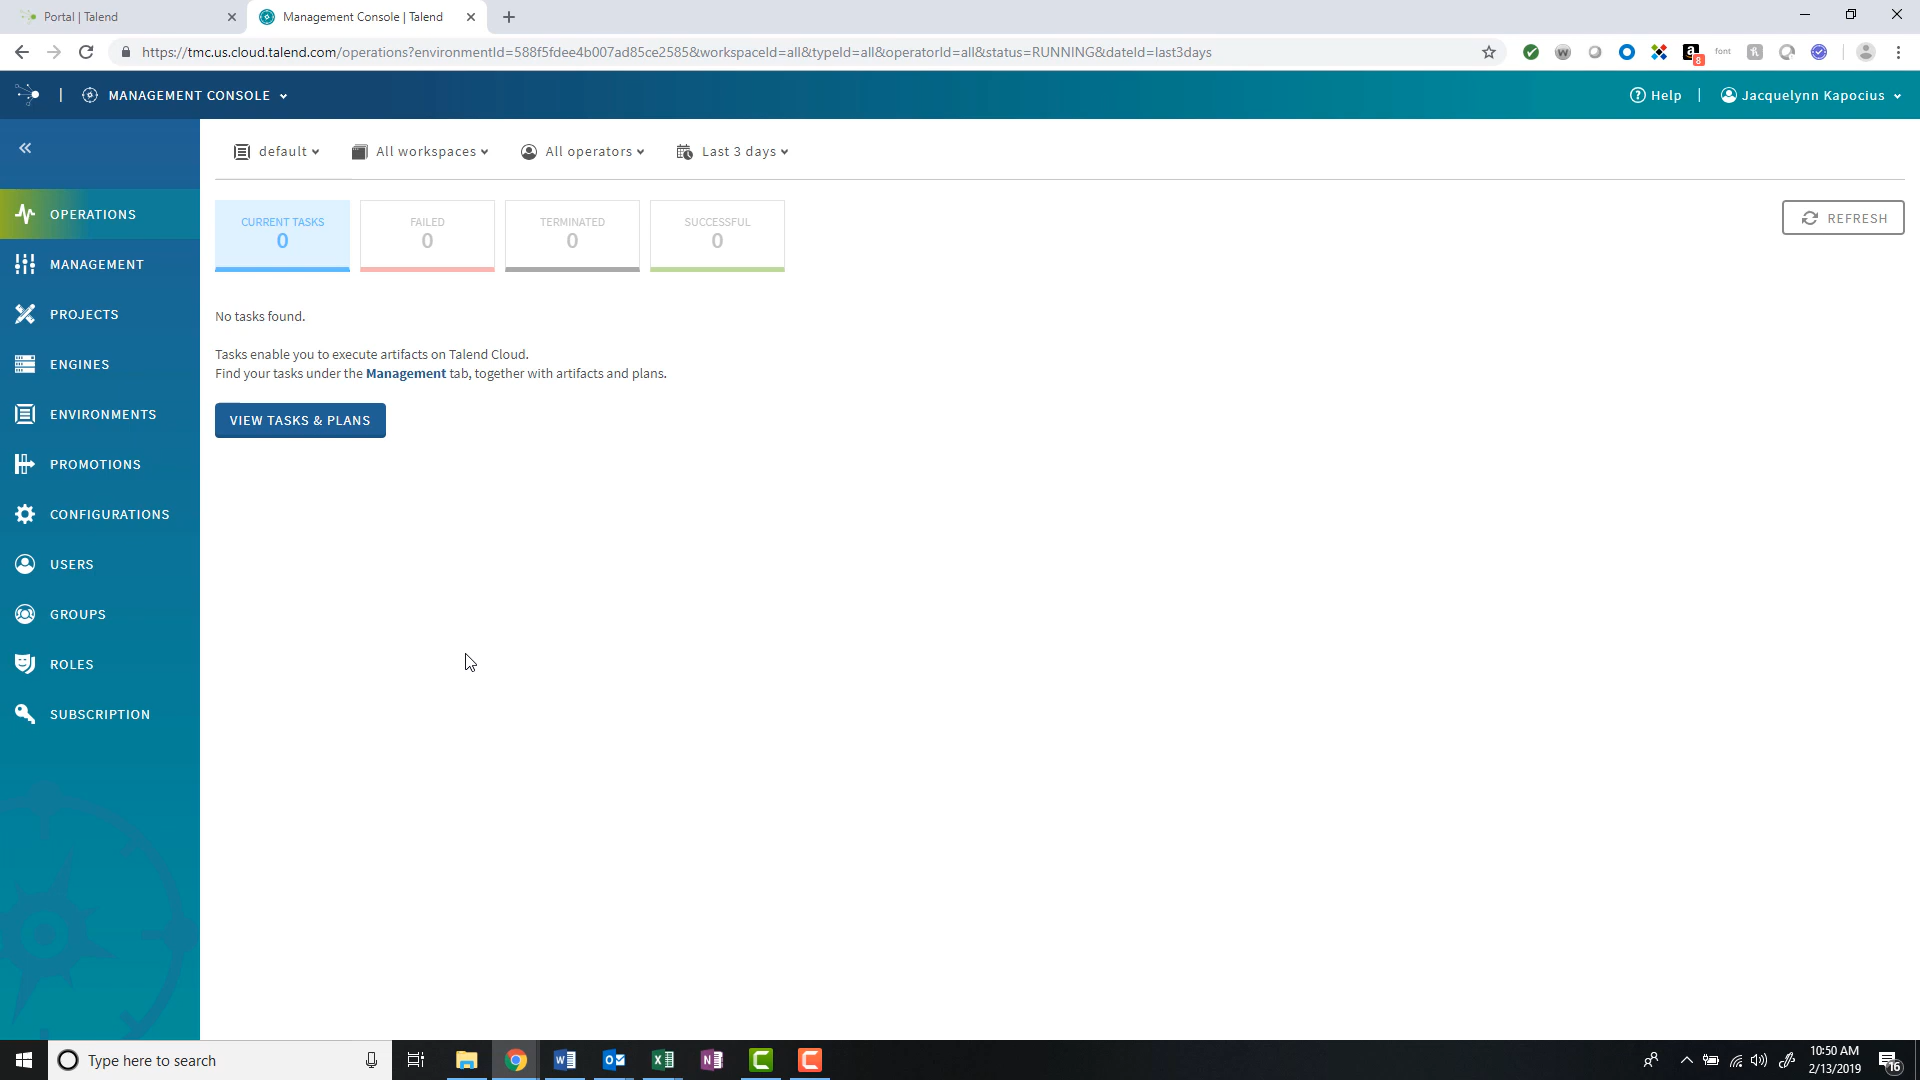 Portal | Talend
Management Console | Talend
https://tmc.us.cloud.talend.com/operations?environmentId=588f5fdee4b007ad85ce2585&workspaceId=all&typeId=all&operatorId=all&status=RUNNING&dateId=last3days
font
8
| MANAGEMENT CONSOLE
Help | Jacquelynn Kapocius
default All workspaces All operators Last 3 days
OPERATIONS
MANAGEMENT
PROJECTS
ENGINES
ENVIRONMENTS
PROMOTIONS
CONFIGURATIONS
USERS
GROUPS
ROLES
SUBSCRIPTION
CURRENT TASKS
0
FAILED
0
TERMINATED
0
SUCCESSFUL
0
REFRESH
No tasks found.
Tasks enable you to execute artifacts on Talend Cloud.
Find your tasks under the Management tab, together with artifacts and plans.
VIEW TASKS & PLANS
Type here to search
10:50 AM
2/13/2019
16